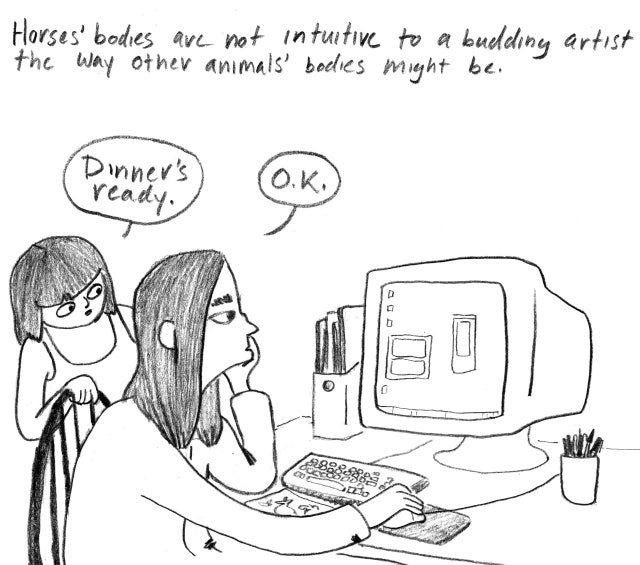 Horses' bodies are not intuitive to a budding artist
the way other animals' bodies might be.
Dinner's
ready.
O.K.